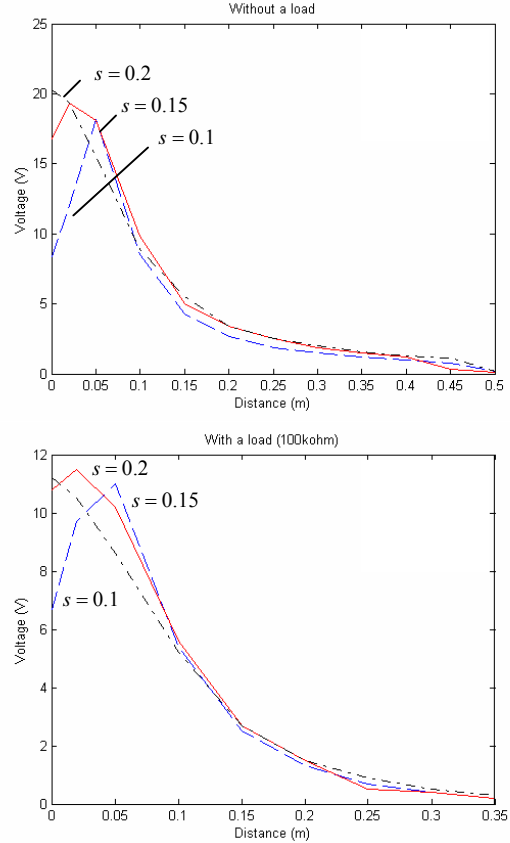 Without a load
25
20
15
10
5
0
Voltage (V)
s = 0.2
s = 0.15
s = 0.1
0 0.05 0.1 0.15 0.2 0.25 0.3 0.35 0.4 0.45 0.5
Distance (m)
With a load (100kohm)
12
10
8
6
4
2
0
Voltage (V)
s = 0.2
s = 0.15
s = 0.1
0 0.05 0.1 0.15 0.2 0.25 0.3 0.35
Distance (m)